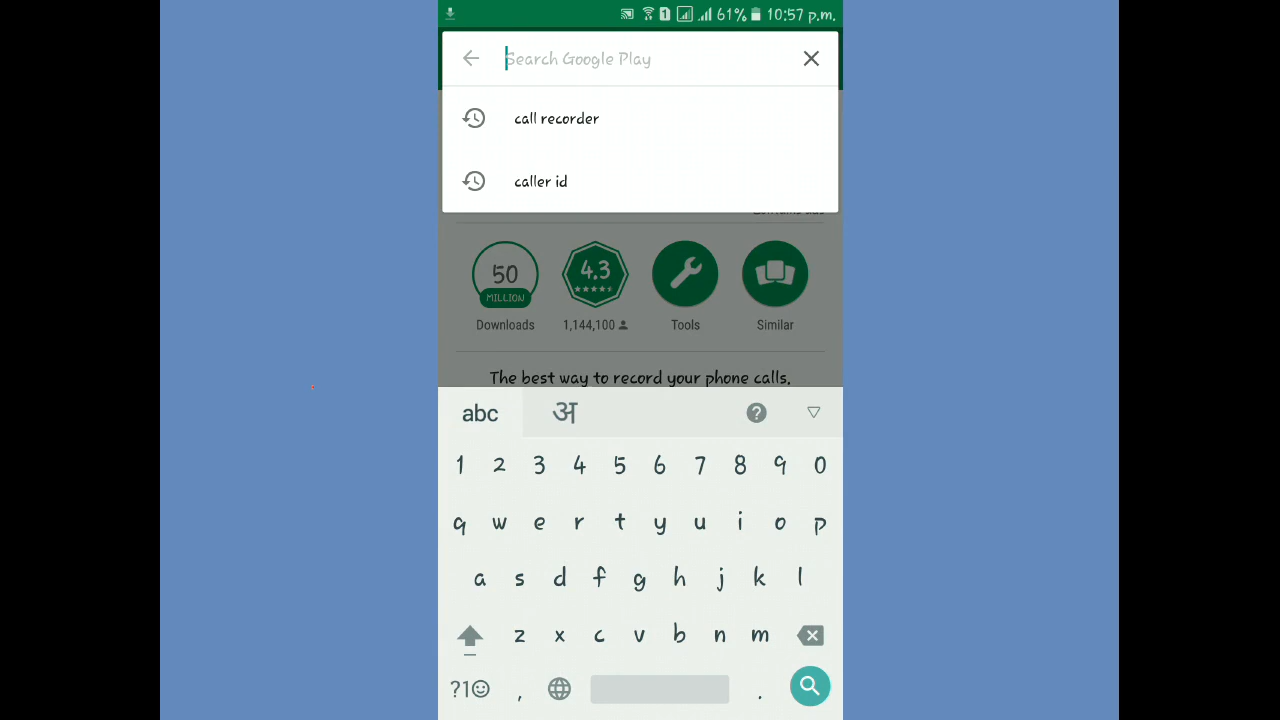 61% 10:57 p.m.
Search Google Play
call recorder
caller id
50 4.3
MILLION
Downloads 1,144,100 Tools Similar
The best way to record your phone calls.
abc अ
1 2 3 4 5 6 7 8 9 0
q w e r t y u i o p
a s d f g h j k l
z x c v b n m
?1☺ , .